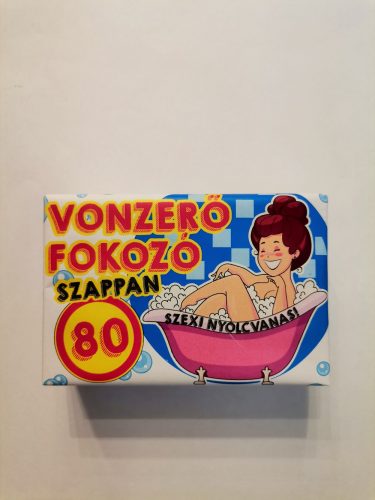 VONZERŐ
FOKOZÓ
SZAPPAN
80
SZEXI NYOLCVANAS!